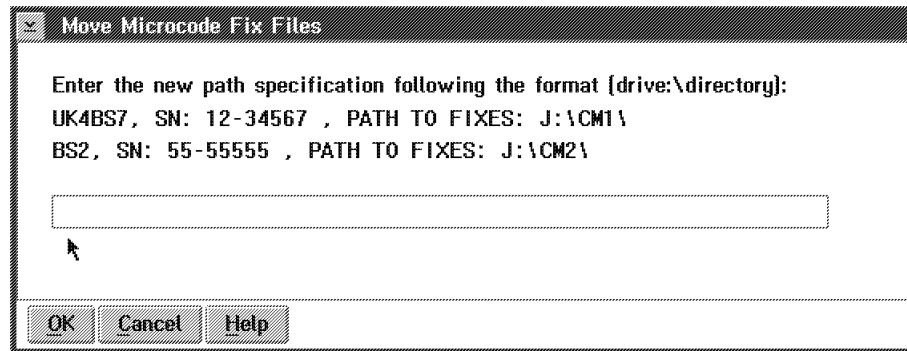 Move Microcode Fix Files
Enter the new path specification following the format (drive:\directory):
UK4BS7, SN: 12-34567 , PATH TO FIXES: J:\CM1\
BS2, SN: 55-55555 , PATH TO FIXES: J:\CM2\
OK Cancel Help